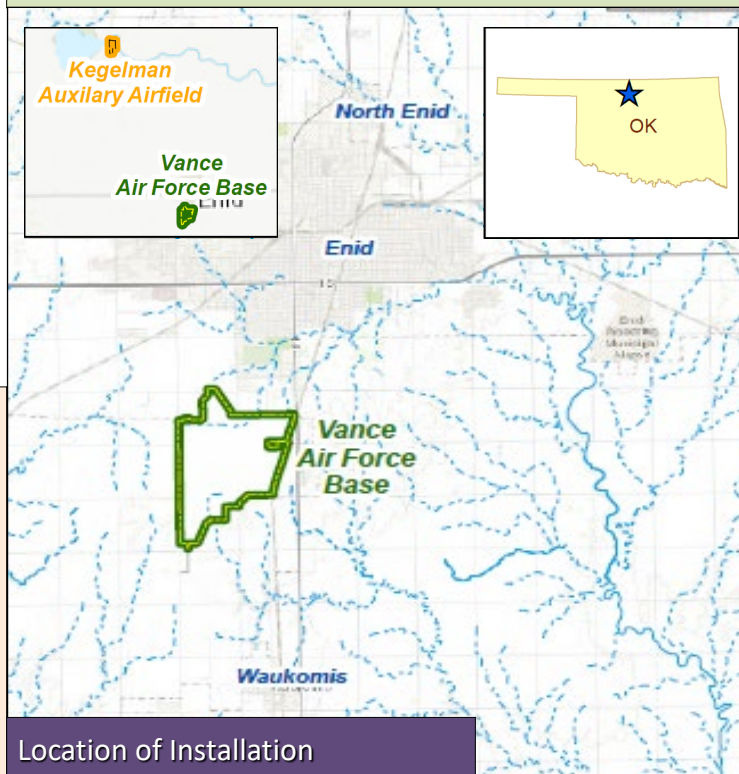 Kegelman
Auxilary Airfield
Vance
Air Force Base
Enid
OK
North Enid
Enid
Vance
Air Force
Base
Waukomis
Location of Installation